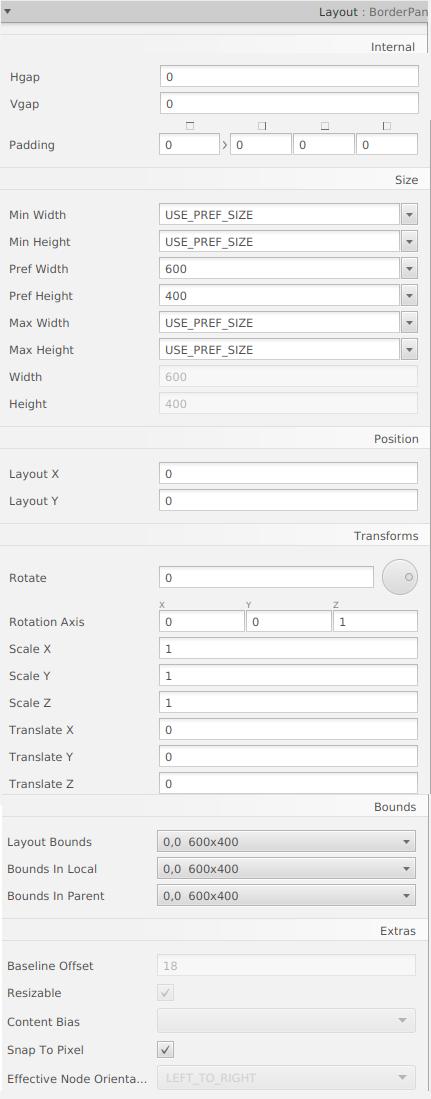 Layout : BorderPan
Internal
Hgap 0
Vgap 0
Padding 0 > 0 0 0
Size
Min Width USE_PREF_SIZE
Min Height USE_PREF_SIZE
Pref Width 600
Pref Height 400
Max Width USE_PREF_SIZE
Max Height USE_PREF_SIZE
Width 600
Height 400
Position
Layout X 0
Layout Y 0
Transforms
Rotate 0
X Y Z
Rotation Axis 0 0 1
Scale X 1
Scale Y 1
Scale Z 1
Translate X 0
Translate Y 0
Translate Z 0
Bounds
Layout Bounds 0,0 600x400
Bounds In Local 0,0 600x400
Bounds In Parent 0,0 600x400
Extras
Baseline Offset 18
Resizable
Content Bias
Snap To Pixel
Effective Node Orienta... LEFT_TO_RIGHT